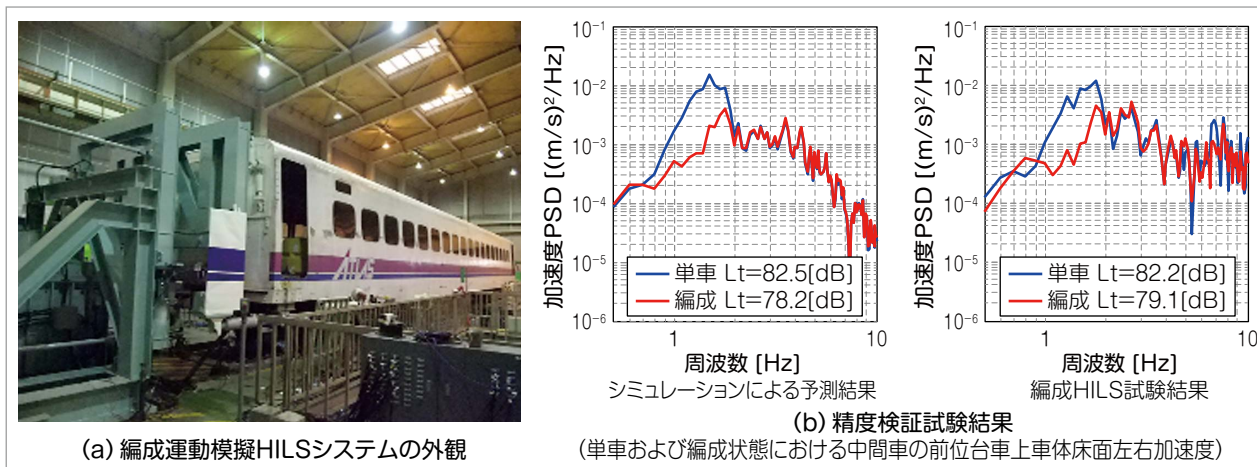 ATLAS
(a) 編成運動模擬HILSシステムの外観
加速度PSD [(m/s)²/Hz]
10⁻¹
10⁻²
10⁻³
10⁻⁴
10⁻⁵
10⁻⁶
単車 Lt=82.5[dB]
編成 Lt=78.2[dB]
1
10
周波数 [Hz]
シミュレーションによる予測結果
加速度PSD [(m/s)²/Hz]
10⁻¹
10⁻²
10⁻³
10⁻⁴
10⁻⁵
10⁻⁶
単車 Lt=82.2[dB]
編成 Lt=79.1[dB]
1
10
周波数 [Hz]
編成HILS試験結果
(b) 精度検証試験結果
(単車および編成状態における中間車の前位台車上車体床面左右加速度)